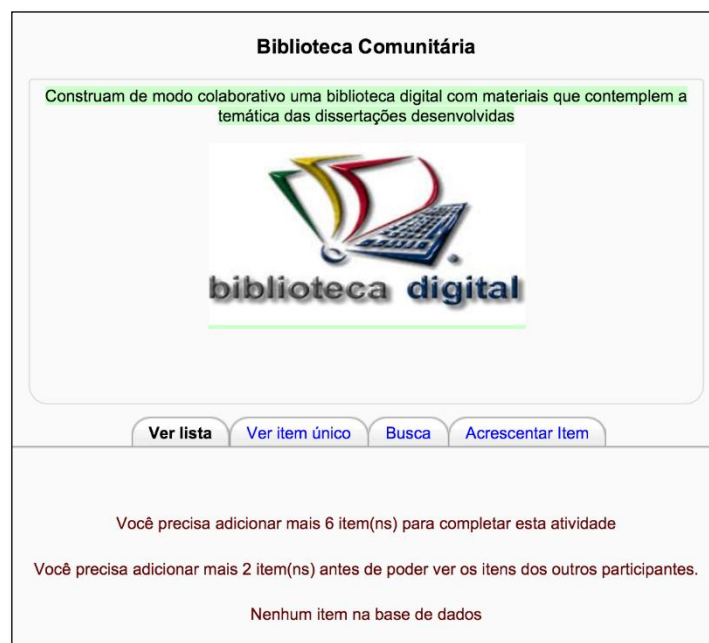 Biblioteca Comunitária
Construam de modo colaborativo uma biblioteca digital com materiais que contemplem a
temática das dissertações desenvolvidas
biblioteca digital
Ver lista Ver item único Busca Acrescentar Item
Você precisa adicionar mais 6 item(ns) para completar esta atividade
Você precisa adicionar mais 2 item(ns) antes de poder ver os itens dos outros participantes.
Nenhum item na base de dados